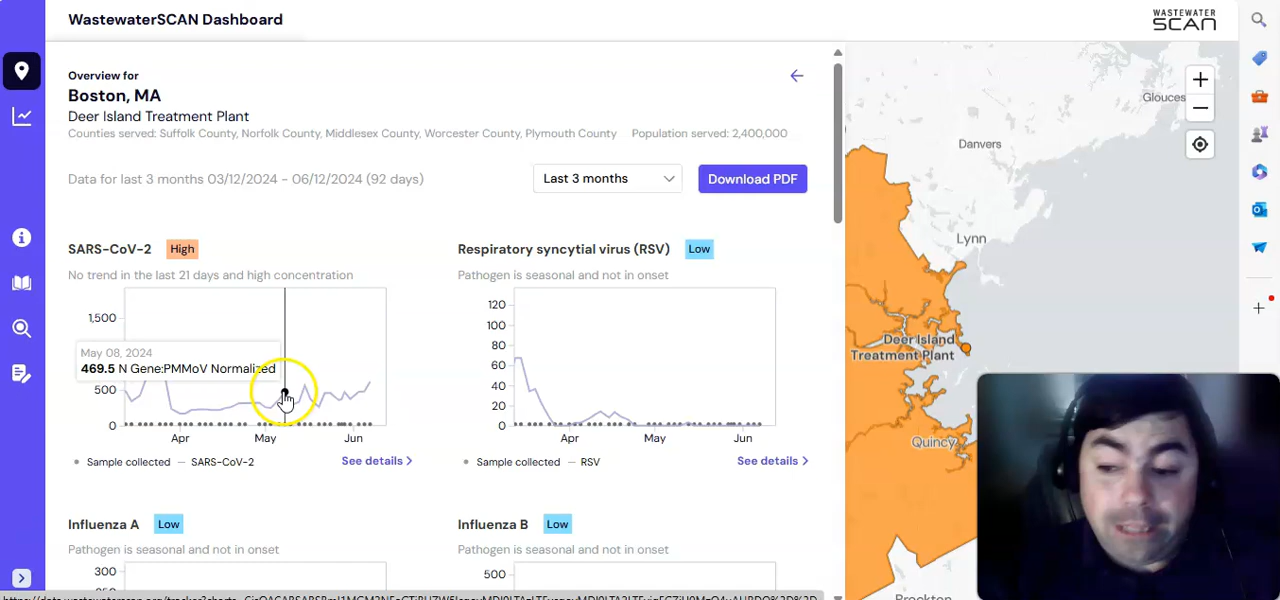 WastewaterSCAN Dashboard
WASTEWATER
SCAN
Overview for
Boston, MA
Deer Island Treatment Plant
Counties served: Suffolk County, Norfolk County, Middlesex County, Worcester County, Plymouth County Population served: 2,400,000
Data for last 3 months 03/12/2024 - 06/12/2024 (92 days)
Last 3 months
Download PDF
SARS-CoV-2 High
No trend in the last 21 days and high concentration
1,500
500
0
May 08, 2024
469.5 N Gene:PMMoV Normalized
Apr May Jun
Sample collected SARS-CoV-2
See details >
Respiratory syncytial virus (RSV) Low
Pathogen is seasonal and not in onset
120
100
80
60
40
20
0
Apr May Jun
Sample collected RSV
See details >
Influenza A Low
Pathogen is seasonal and not in onset
300
Influenza B Low
Pathogen is seasonal and not in onset
500
Glouces
Danvers
Lynn
Deer Island
Treatment Plant
Quincy